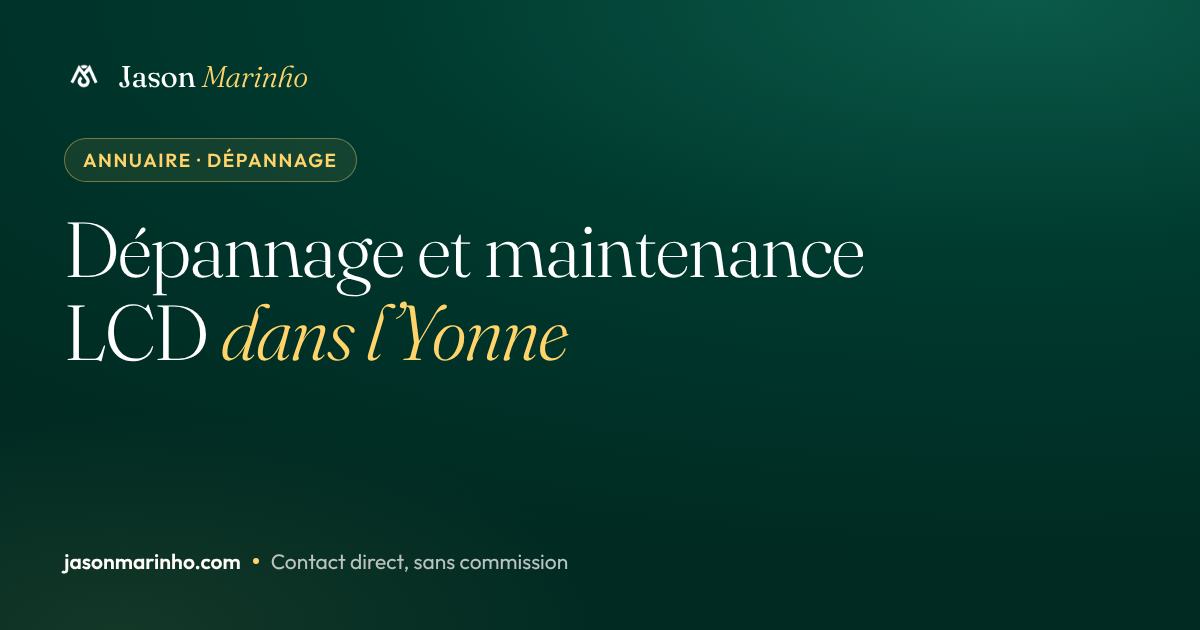 Jason Marinho
ANNUAIRE · DÉPANNAGE
Dépannage et maintenance
LCD dans l’Yonne
jasonmarinho.com • Contact direct, sans commission